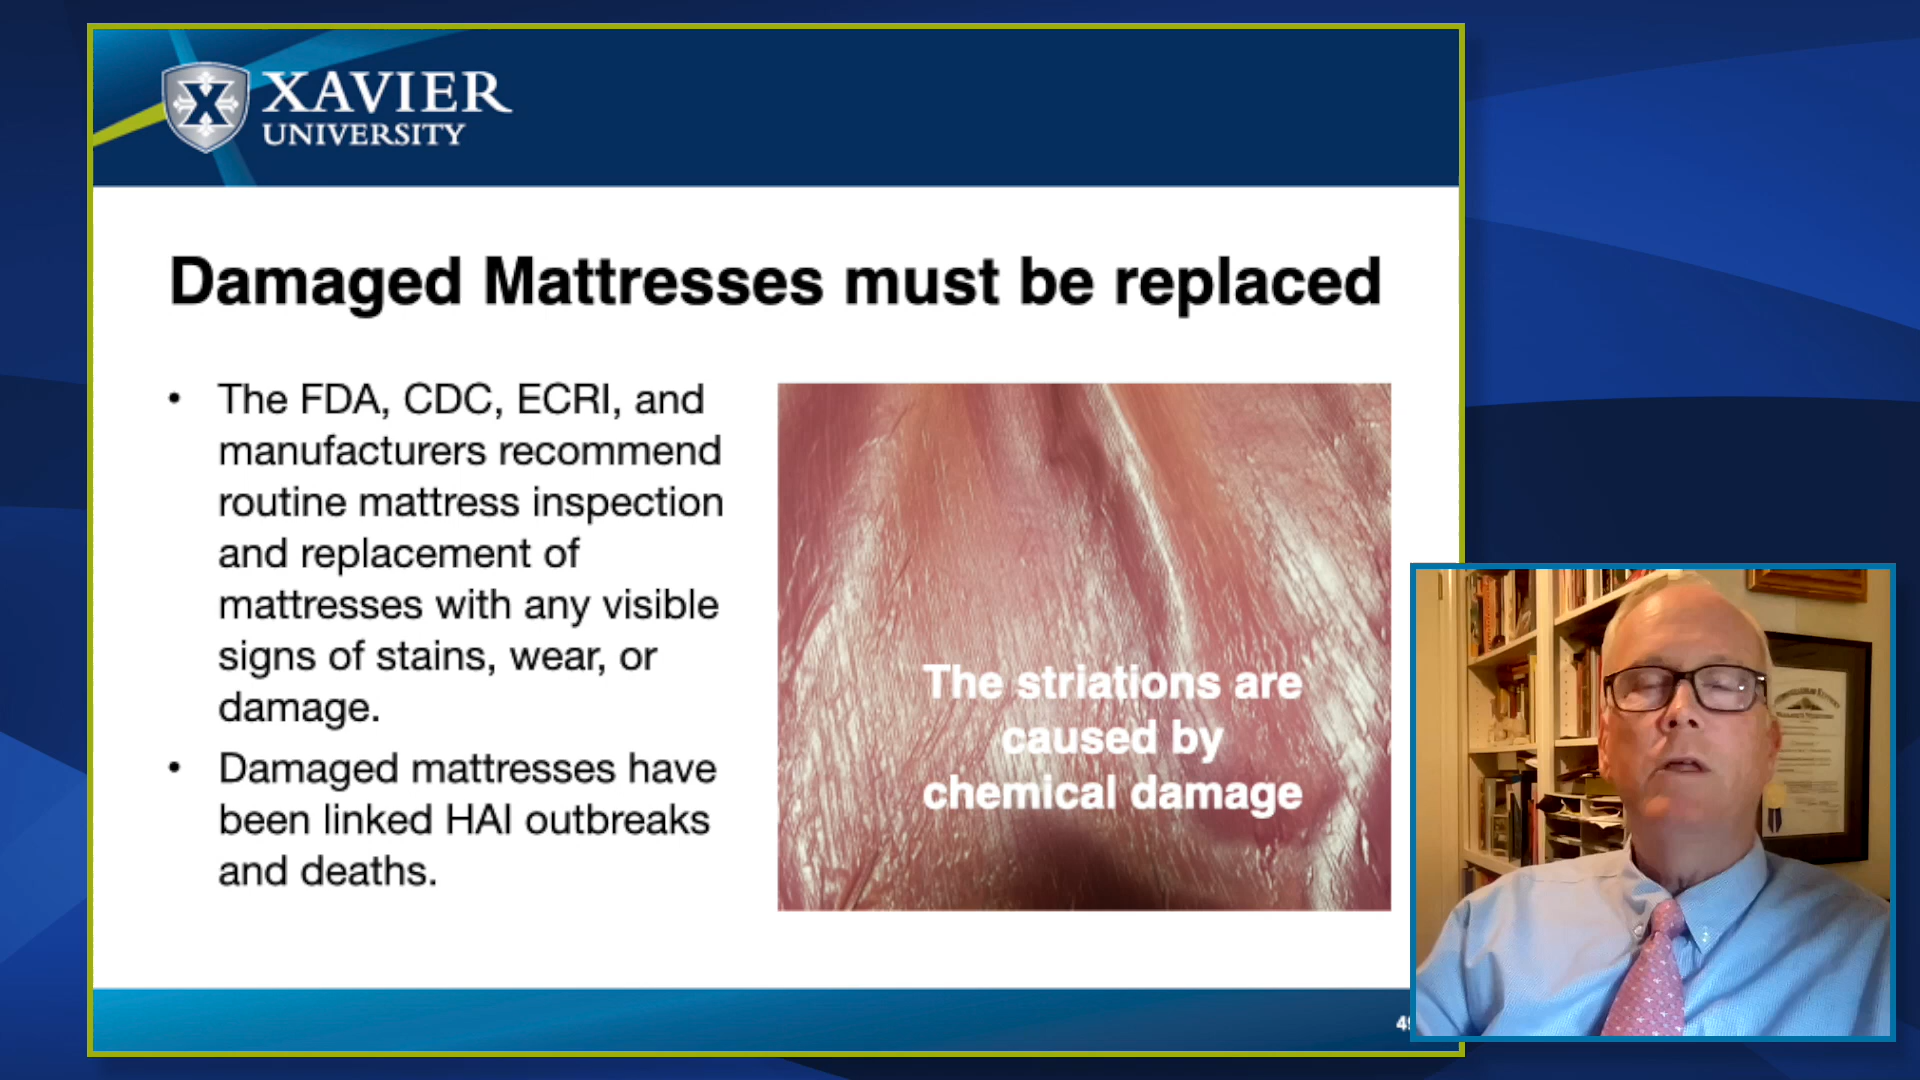 XAVIER
UNIVERSITY
Damaged Mattresses must be replaced
• The FDA, CDC, ECRI, and
manufacturers recommend
routine mattress inspection
and replacement of
mattresses with any visible
signs of stains, wear, or
damage.
• Damaged mattresses have
been linked HAI outbreaks
and deaths.
The striations are
caused by
chemical damage